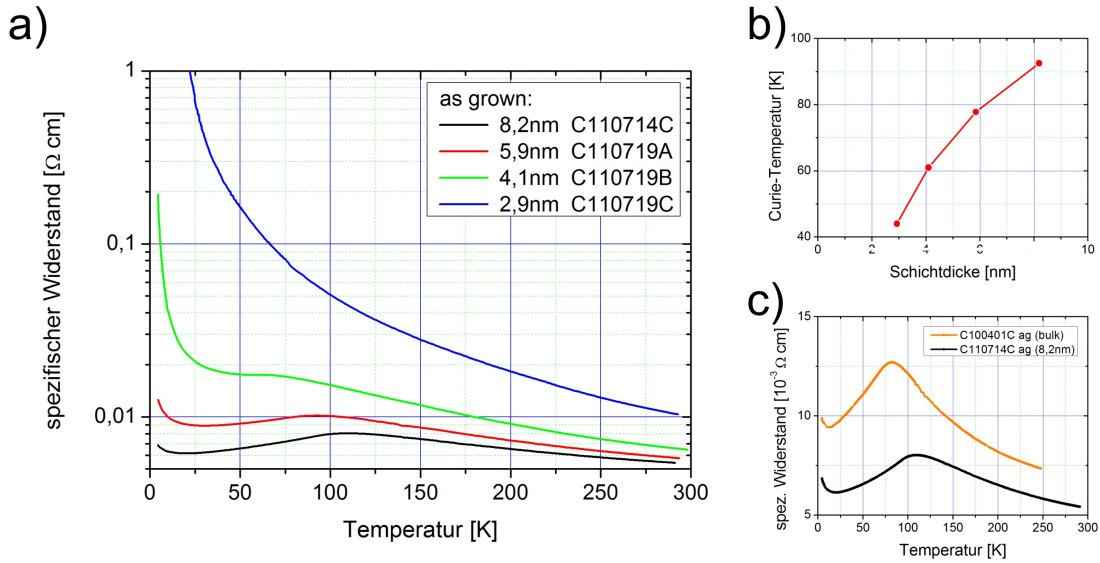 a)
spezifischer Widerstand [Ω cm]
1
0,1
0,01
0 50 100 150 200 250 300
Temperatur [K]
as grown:
8,2nm C110714C
5,9nm C110719A
4,1nm C110719B
2,9nm C110719C
b)
Curie-Temperatur [K]
100
80
60
40
0 2 4 6 8 10
Schichtdicke [nm]
c)
spez. Widerstand [10⁻³ Ω cm]
15
10
5
0 50 100 150 200 250 300
Temperatur [K]
C100401C ag (bulk)
C110714C ag (8,2nm)